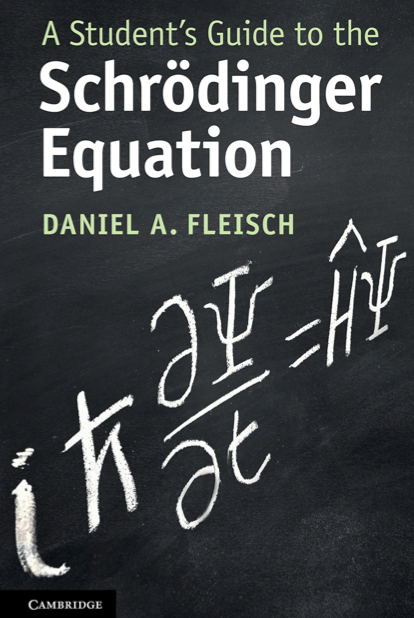 A Student's Guide to the
Schrödinger
Equation
DANIEL A. FLEISCH
iħ ∂Ψ/∂t = ĤΨ
CAMBRIDGE